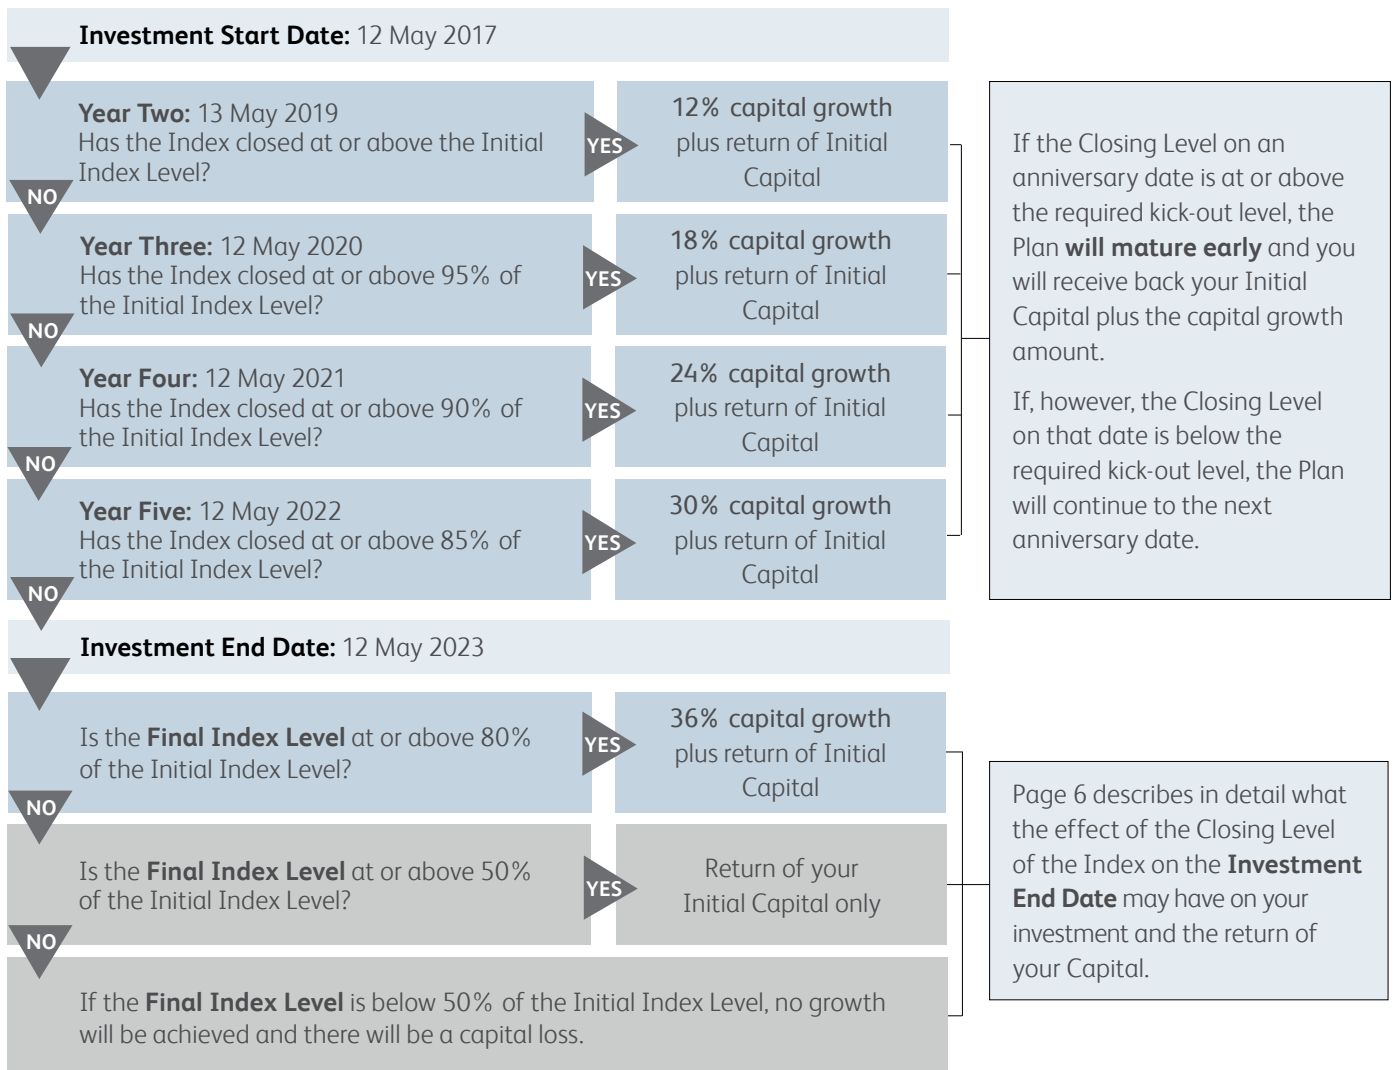 Investment Start Date: 12 May 2017
Year Two: 13 May 2019
Has the Index closed at or above the Initial
Index Level?
YES
12% capital growth
plus return of Initial
Capital
NO
Year Three: 12 May 2020
Has the Index closed at or above 95% of
the Initial Index Level?
YES
18% capital growth
plus return of Initial
Capital
NO
Year Four: 12 May 2021
Has the Index closed at or above 90% of
the Initial Index Level?
YES
24% capital growth
plus return of Initial
Capital
NO
Year Five: 12 May 2022
Has the Index closed at or above 85% of
the Initial Index Level?
YES
30% capital growth
plus return of Initial
Capital
NO
If the Closing Level on an
anniversary date is at or above
the required kick-out level, the
Plan will mature early and you
will receive back your Initial
Capital plus the capital growth
amount.
If, however, the Closing Level
on that date is below the
required kick-out level, the Plan
will continue to the next
anniversary date.
Investment End Date: 12 May 2023
Is the Final Index Level at or above 80%
of the Initial Index Level?
YES
36% capital growth
plus return of Initial
Capital
NO
Is the Final Index Level at or above 50%
of the Initial Index Level?
YES
Return of your
Initial Capital only
NO
If the Final Index Level is below 50% of the Initial Index Level, no growth
will be achieved and there will be a capital loss.
Page 6 describes in detail what
the effect of the Closing Level
of the Index on the Investment
End Date may have on your
investment and the return of
your Capital.